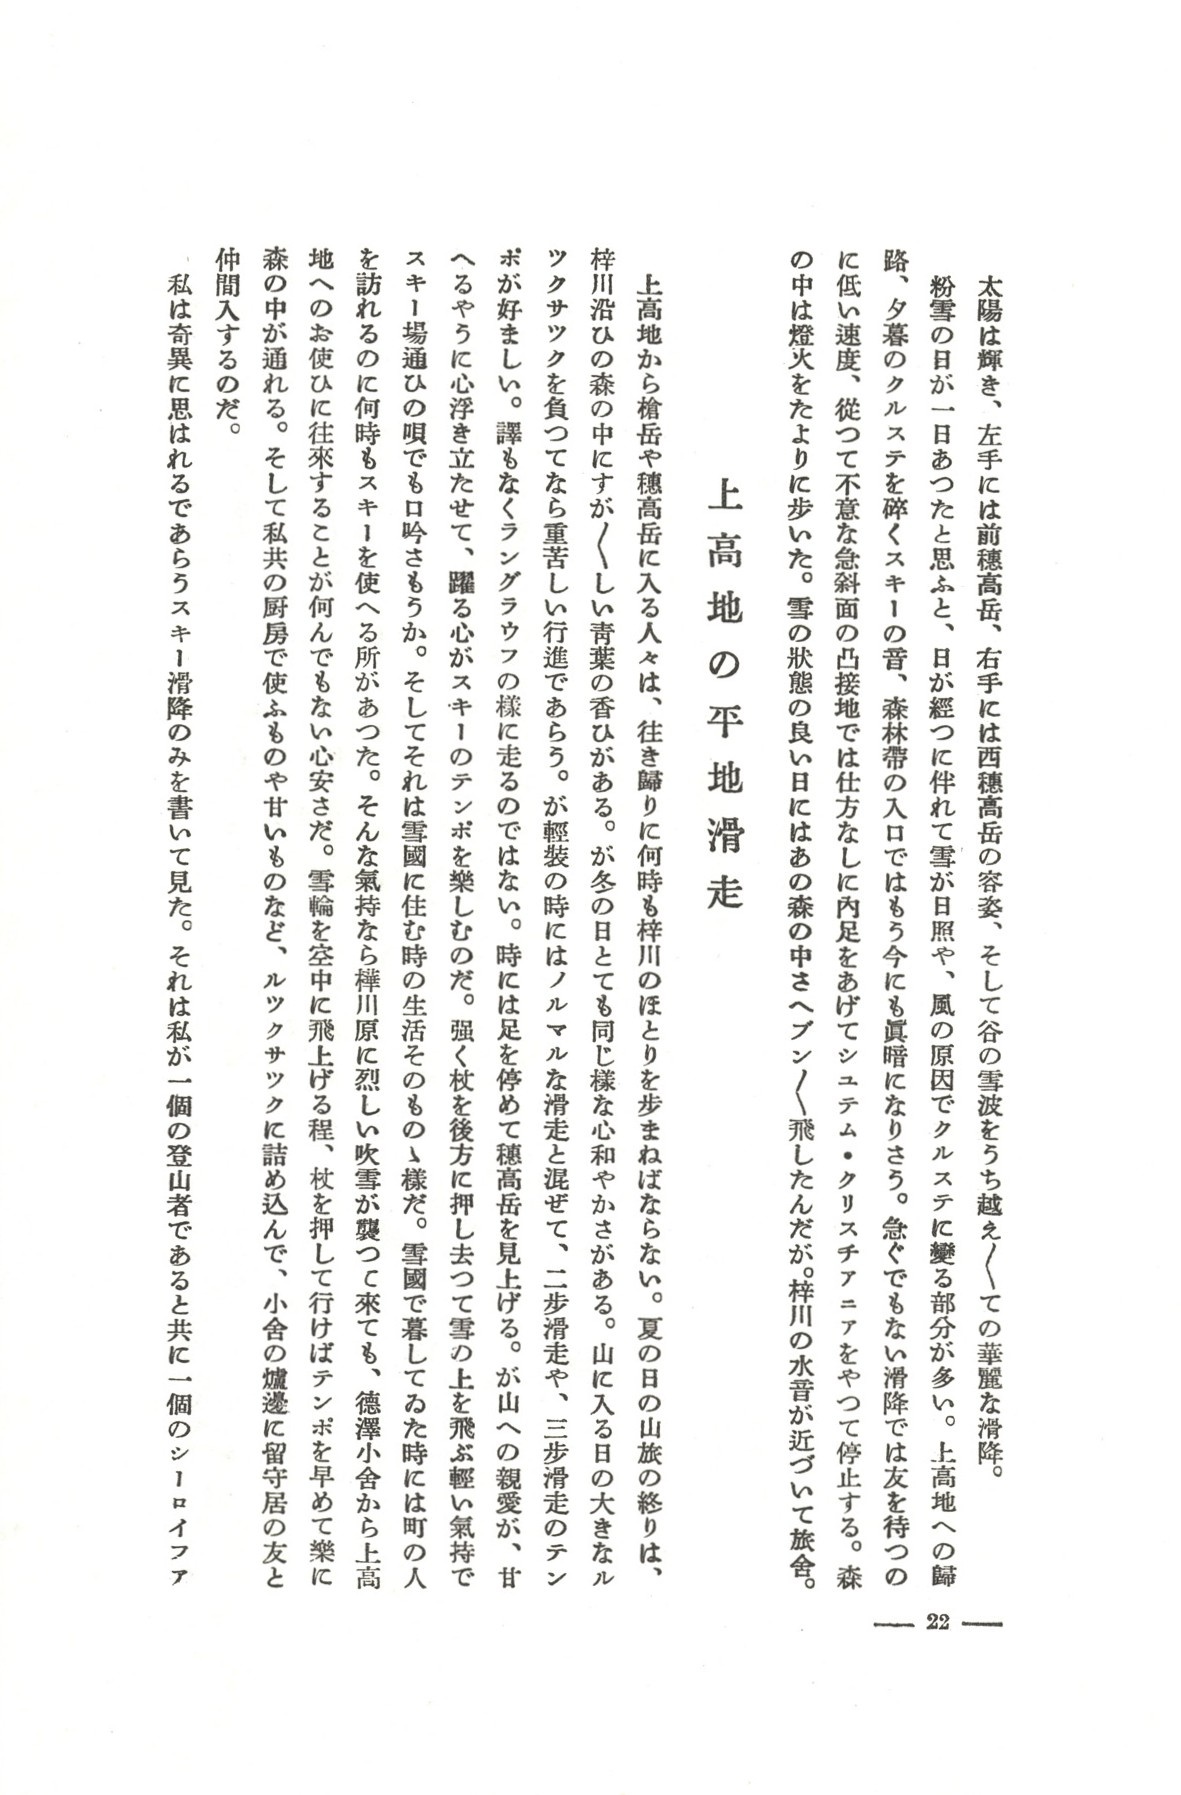 太陽は輝き、左手には前穗高岳、右手には西穗高岳の容姿、そして谷の雪波をうち越え〱ての華麗な滑降。
粉雪の日が一日あつたと思ふと、日が經つに伴れて雪が日照や、風の原因でクルステに變る部分が多い。上高地への歸
路、夕暮のクルステを碎くスキーの音、森林帶の入口ではもう今にも眞暗になりさう。急ぐでもない滑降では友を待つの
に低い速度、從つて不意な急斜面の凸接地では仕方なしに內足をあげてシユテム・クリスチァニァをやつて停止する。森
の中は燈火をたよりに步いた。雪の狀態の良い日にはあの森の中さへブン〱飛したんだが。梓川の水音が近づいて旅舍。
上高地の平地滑走
上高地から槍岳や穗高岳に入る人々は、往き歸りに何時も梓川のほとりを步まねばならない。夏の日の山旅の終りは、
梓川沿ひの森の中にすが〱しい靑葉の香ひがある。が冬の日とても同じ樣な心和やかさがある。山に入る日の大きなル
ツクサツクを負つてなら重苦しい行進であらう。が輕裝の時にはノルマルな滑走と混ぜて、二步滑走や、三步滑走のテン
ポが好ましい。譯もなくラングラウフの樣に走るのではない。時には足を停めて穗高岳を見上げる。が山への親愛が、甘
へるやうに心浮き立たせて、躍る心がスキーのテンポを樂しむのだ。强く杖を後方に押し去つて雪の上を飛ぶ輕い氣持で
スキー場通ひの唄でも口吟さもうか。そしてそれは雪國に住む時の生活そのものゝ樣だ。雪國で暮してゐた時には町の人
を訪れるのに何時もスキーを使へる所があつた。そんな氣持なら樺川原に烈しい吹雪が襲つて來ても、德澤小舍から上高
地へのお使ひに往來することが何んでもない心安さだ。雪輪を空中に飛上げる程、杖を押して行けばテンポを早めて樂に
森の中が通れる。そして私共の厨房で使ふものや甘いものなど、ルツクサツクに詰め込んで、小舍の爐邊に留守居の友と
仲間入するのだ。
私は奇異に思はれるであらうスキー滑降のみを書いて見た。それは私が一個の登山者であると共に一個のシーロイファ
22